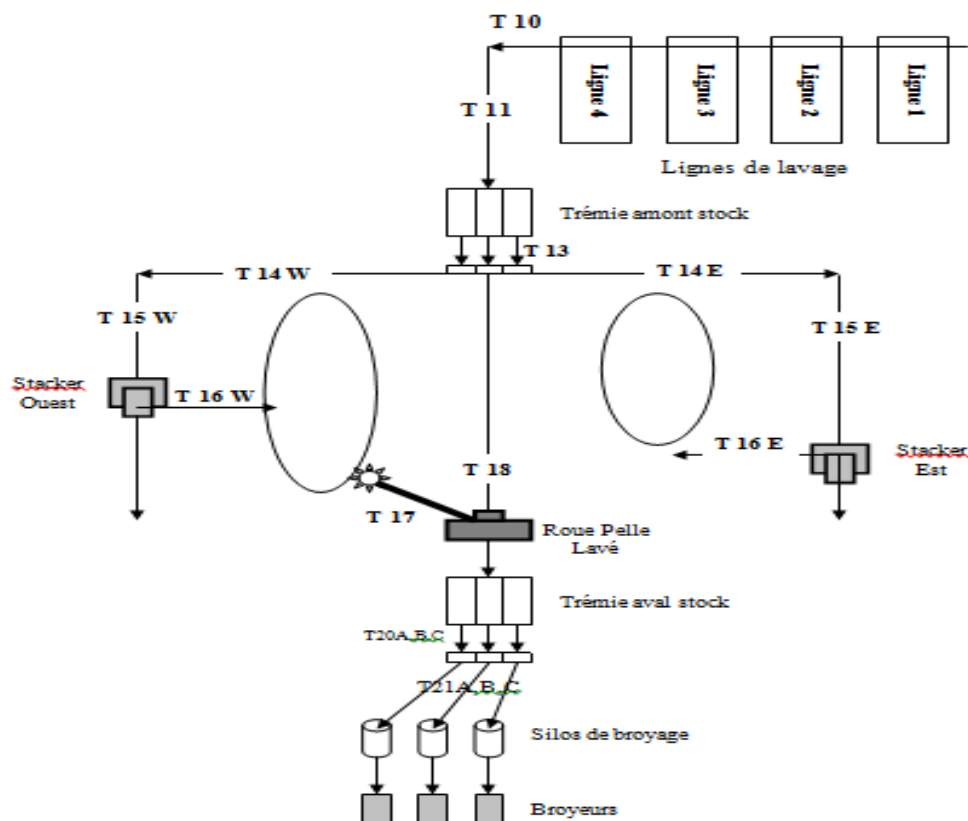 T 10
Ligne 4
Ligne 3
Ligne 2
Ligne 1
T 11
Lignes de lavage
Trémie amont stock
T 13
T 14 W
T 14 E
T 15 W
T 15 E
Stacker
Ouest
T 16 W
T 16 E
Stacker
Est
T 18
T 17
Roue Pelle
Lavé
Trémie aval stock
T20A,B,C
T21A,B,C
Silos de broyage
Broyeurs